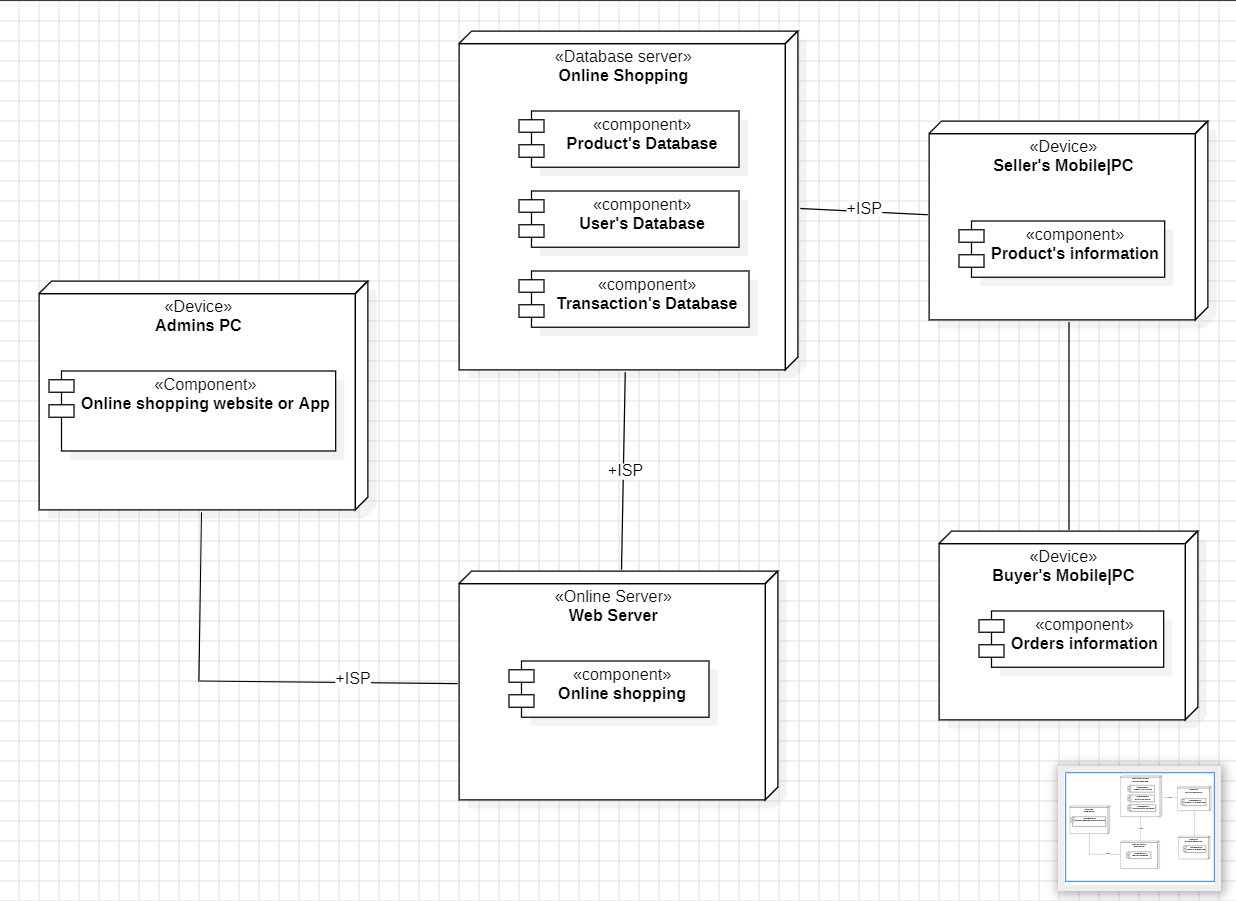 «Database server»
Online Shopping
«component»
Product's Database
«component»
User's Database
«component»
Transaction's Database
+ISP
«Device»
Seller's Mobile|PC
«component»
Product's information
«Device»
Admins PC
«Component»
Online shopping website or App
+ISP
«Online Server»
Web Server
«component»
Online shopping
+ISP
«Device»
Buyer's Mobile|PC
«component»
Orders information